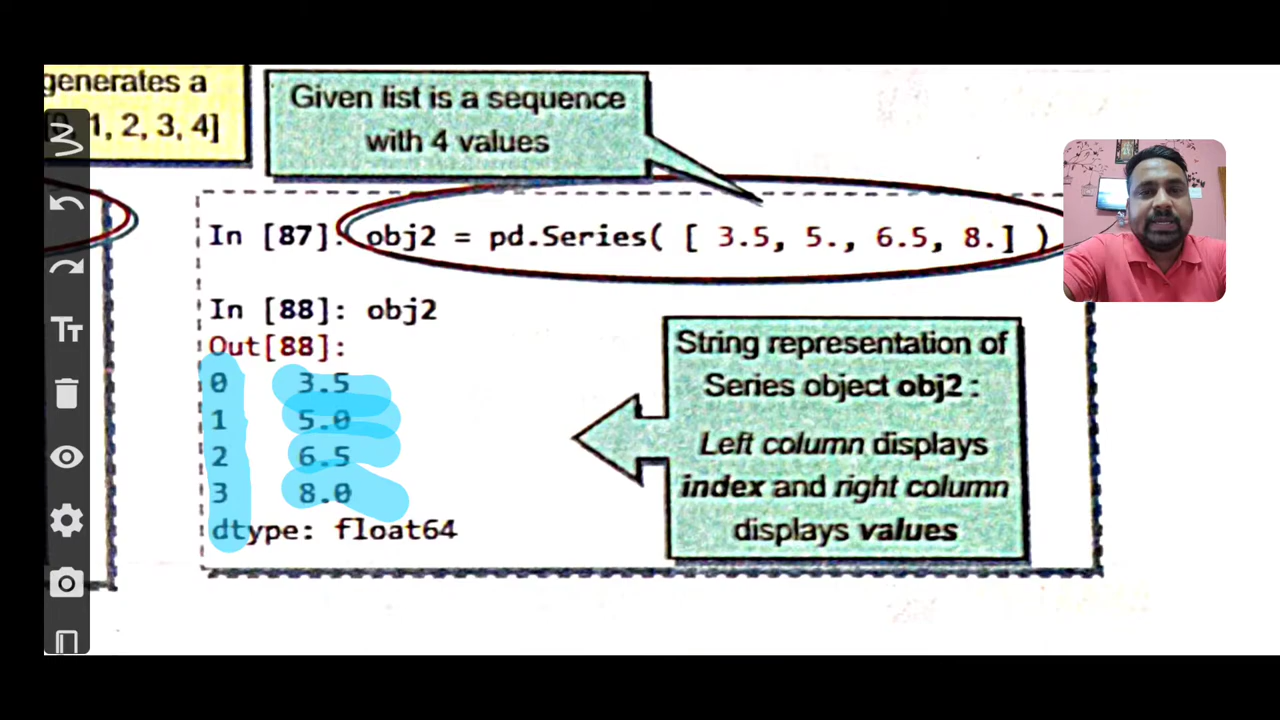 generates a
1, 2, 3, 4]
Given list is a sequence
with 4 values
In [87]: obj2 = pd.Series( [ 3.5, 5., 6.5, 8.] )
In [88]: obj2
Out[88]:
0 3.5
1 5.0
2 6.5
3 8.0
dtype: float64
String representation of
Series object obj2 :
Left column displays
index and right column
displays values
Tт